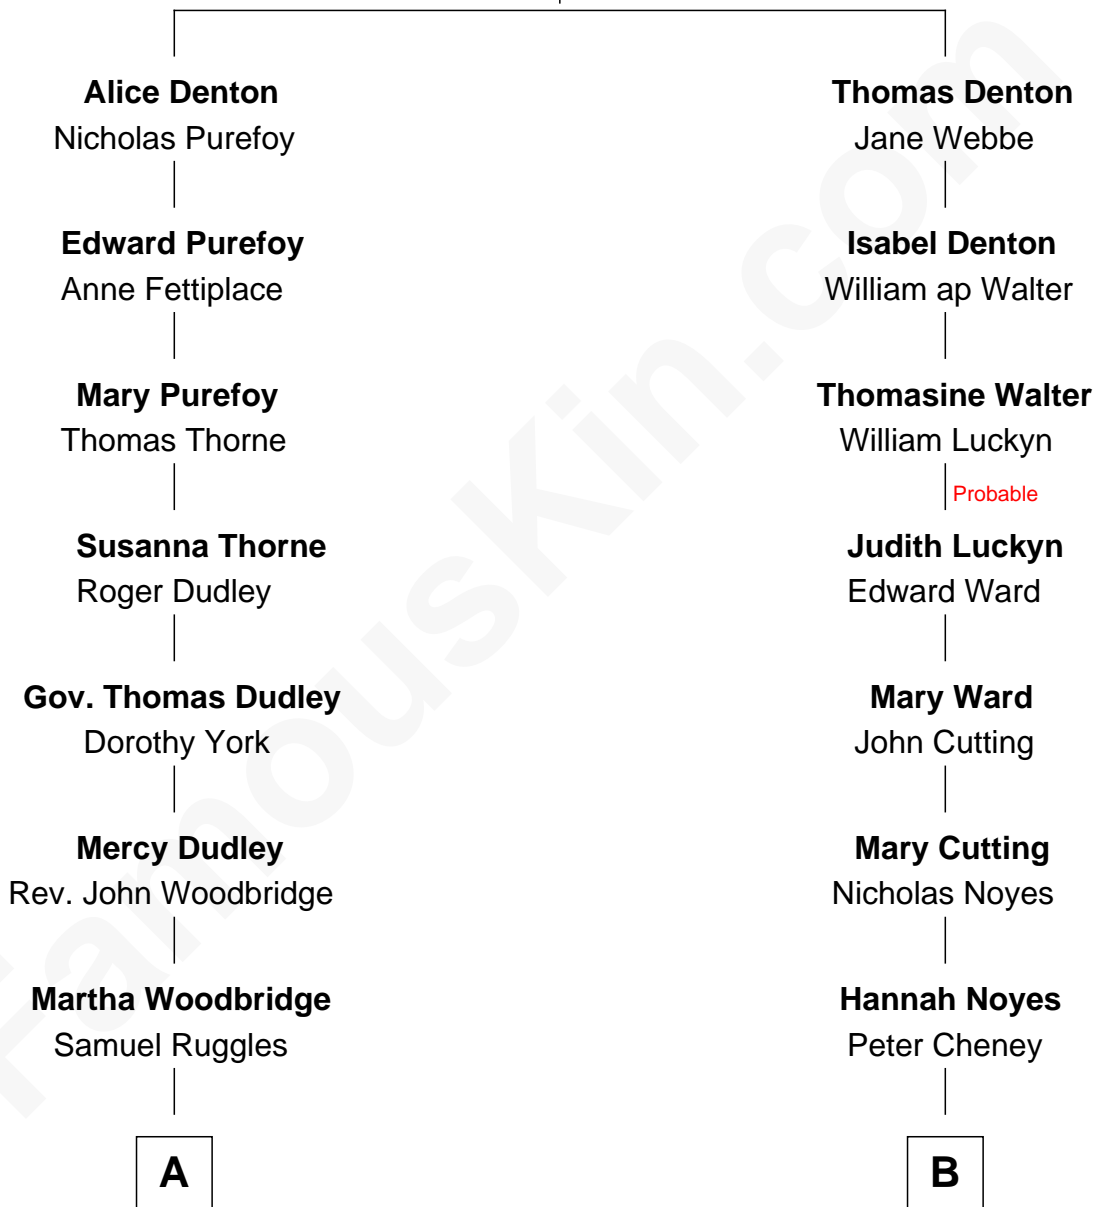 Alice Denton
Nicholas Purefoy
Edward Purefoy
Anne Fettiplace
Mary Purefoy
Thomas Thorne
Susanna Thorne
Roger Dudley
Gov. Thomas Dudley
Dorothy York
Mercy Dudley
Rev. John Woodbridge
Martha Woodbridge
Samuel Ruggles
A
Thomas Denton
Jane Webbe
Isabel Denton
William ap Walter
Thomasine Walter
William Luckyn
Probable
Judith Luckyn
Edward Ward
Mary Ward
John Cutting
Mary Cutting
Nicholas Noyes
Hannah Noyes
Peter Cheney
B
FamousKin.com